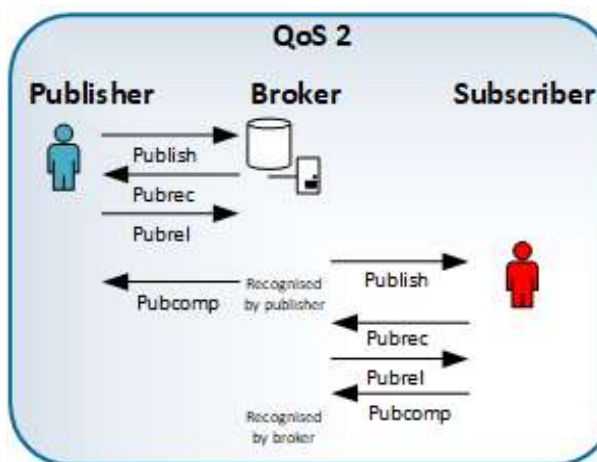 QoS 2
Publisher Broker Subscriber
Publish
Pubrec
Pubrel
Publish
Pubcomp
Recognised
by publisher
Pubrec
Pubrel
Pubcomp
Recognised
by broker